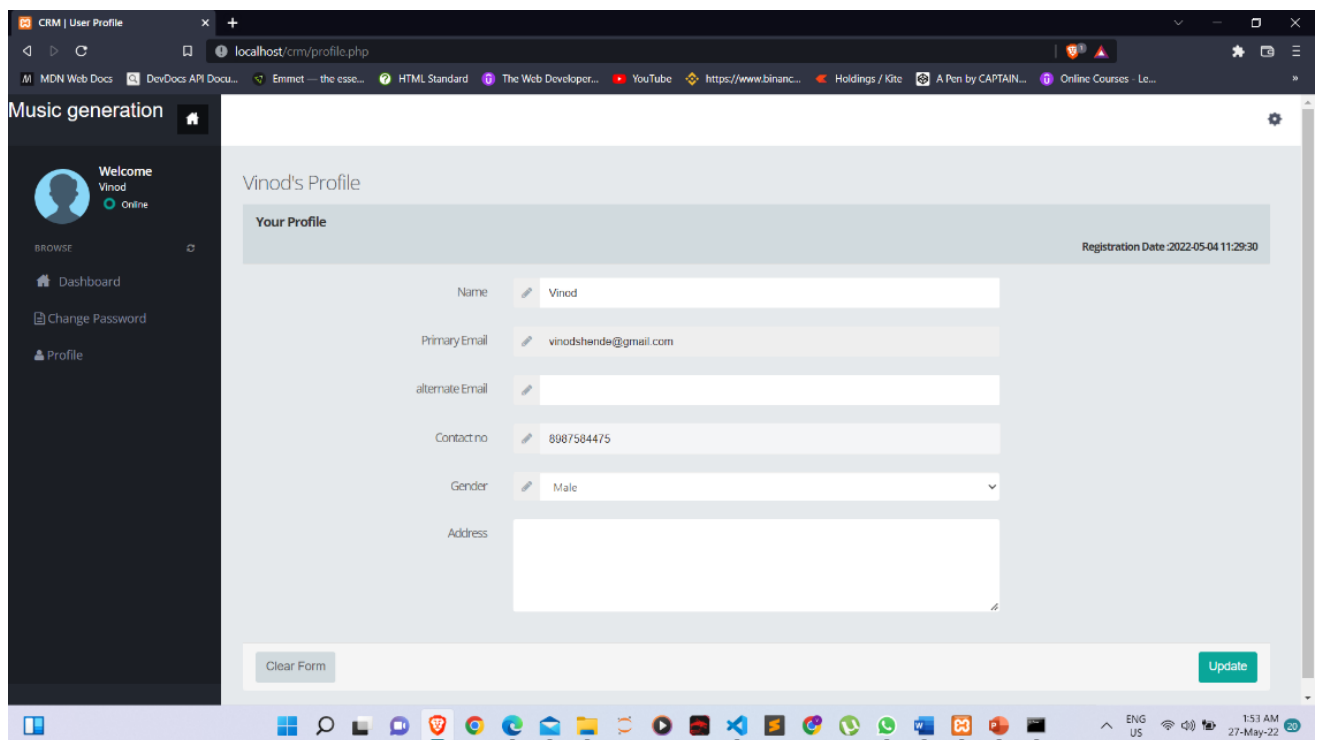 CRM | User Profile
localhost/crm/profile.php
MDN Web Docs DevDocs API Docu... Emmet — the esse... HTML Standard The Web Developer... YouTube https://www.binanc... Holdings / Kite A Pen by CAPTAIN... Online Courses - Le... »
Music generation
Welcome
Vinod
Online
BROWSE
Dashboard
Change Password
Profile
Vinod's Profile
Your Profile
Registration Date :2022-05-04 11:29:30
Name Vinod
Primary Email vinodshende@gmail.com
alternate Email
Contact no 8987584475
Gender Male
Address
Clear Form Update
ENG
US
1:53 AM
27-May-22
20